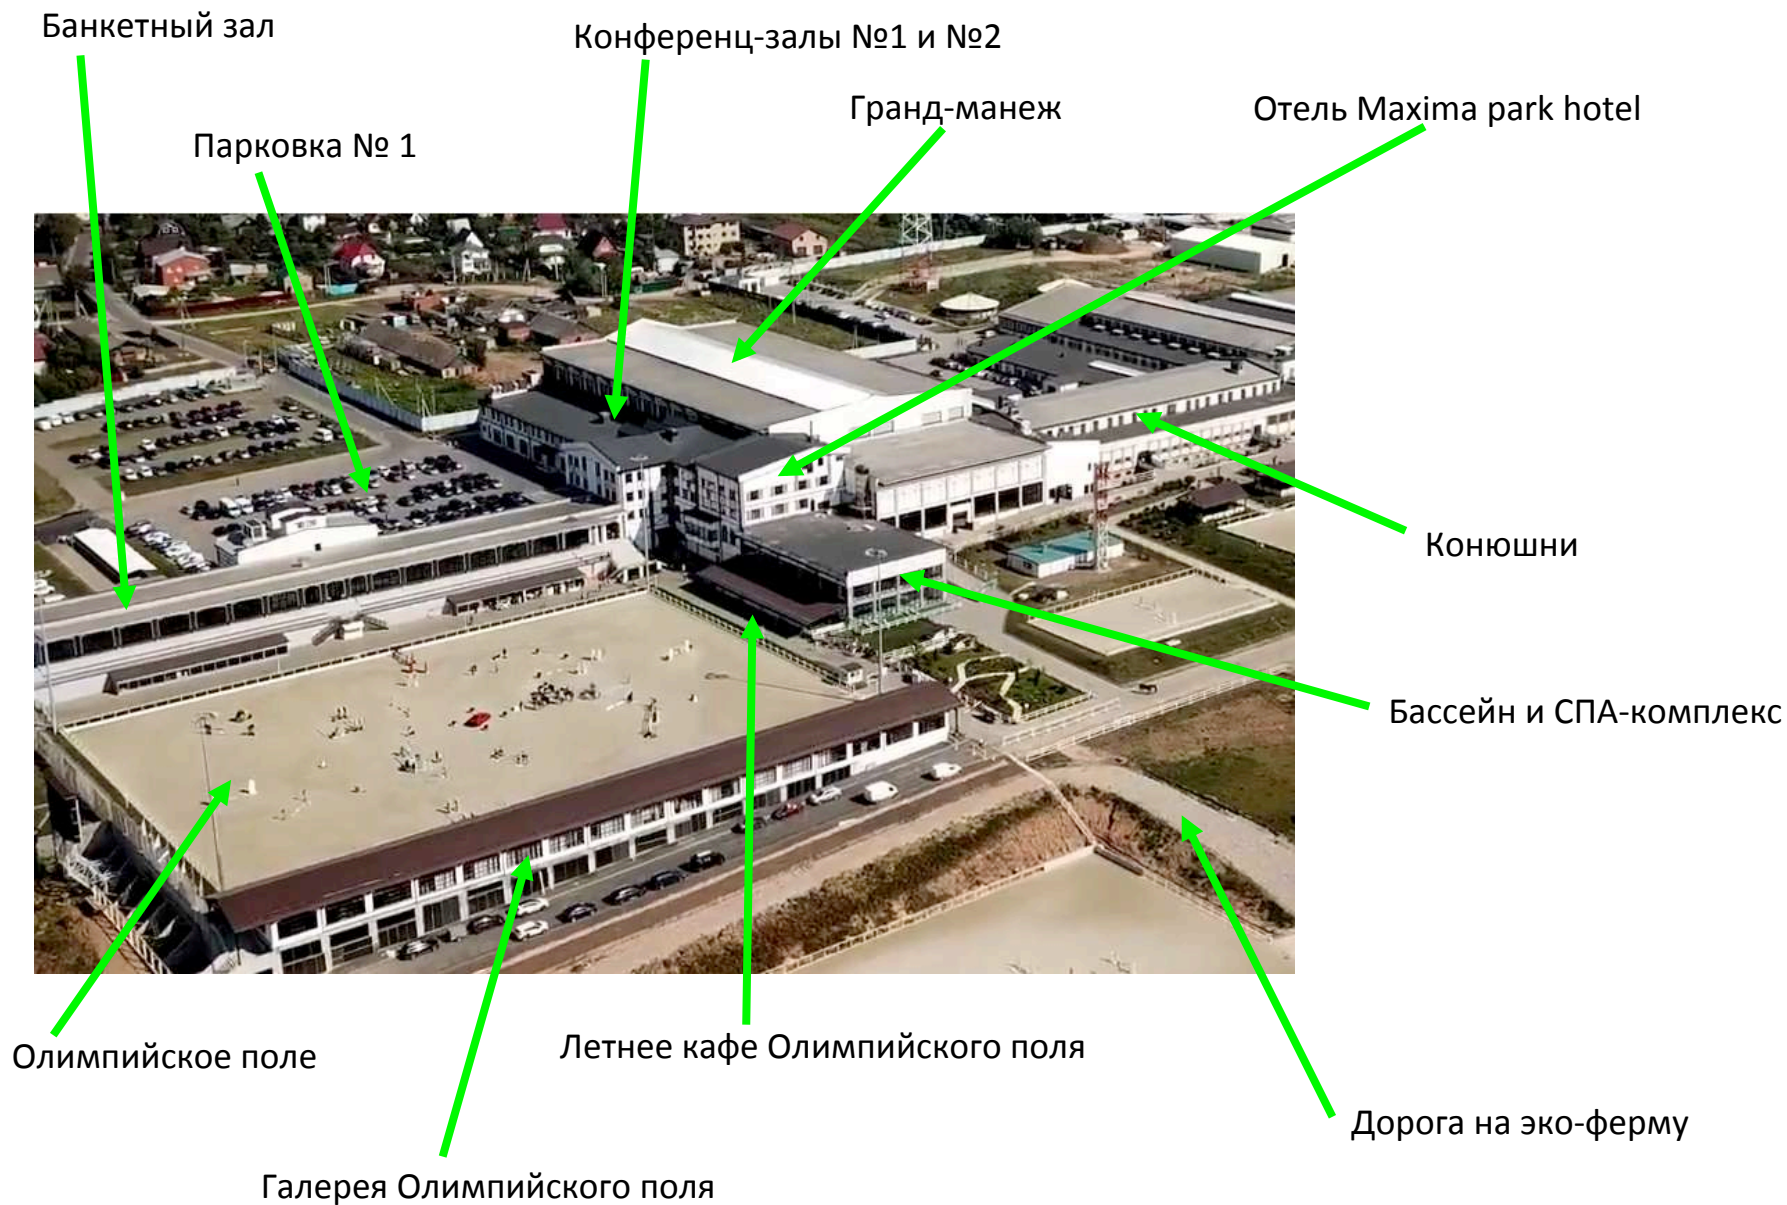 Банкетный зал
Конференц-залы №1 и №2
Гранд-манеж
Отель Maxima park hotel
Парковка № 1
Конюшни
Бассейн и СПА-комплекс
Олимпийское поле
Летнее кафе Олимпийского поля
Дорога на эко-ферму
Галерея Олимпийского поля